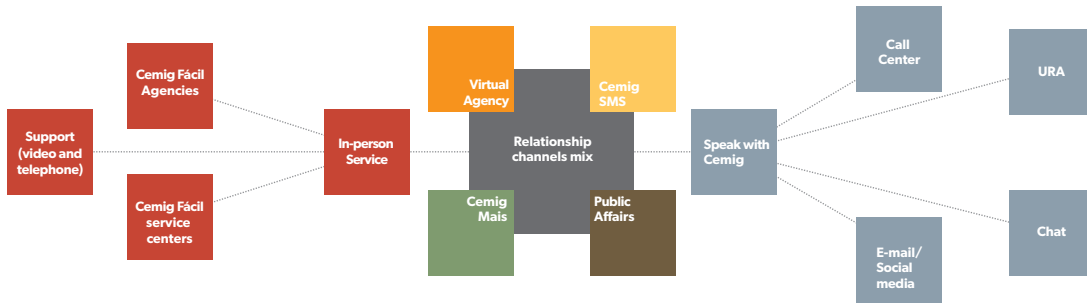 Support
(video and
telephone)
Cemig Fácil
Agencies
Cemig Fácil
service
centers
In-person
Service
Virtual
Agency
Cemig
SMS
Relationship
channels mix
Cemig
Mais
Public
Affairs
Speak with
Cemig
Call
Center
URA
E-mail/
Social
media
Chat